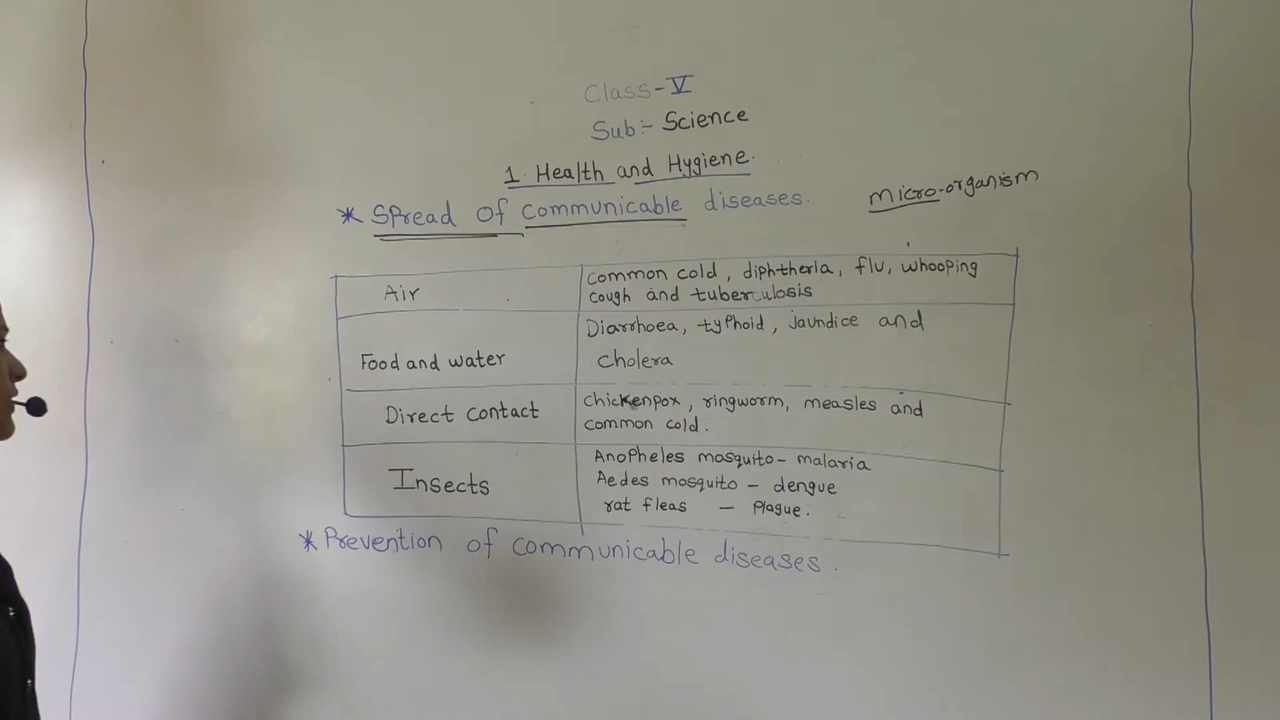 Class-V
Sub:- Science
1. Health and Hygiene.
* Spread of communicable diseases.
micro-organism
Air
common cold, diphtheria, flu, whooping
cough and tuberculosis
Food and water
Diarrhoea, typhoid, jaundice and
Cholera
Direct contact
chickenpox, ringworm, measles and
common cold.
Insects
Anopheles mosquito- malaria
Aedes mosquito - dengue
rat fleas - Plague.
* Prevention of communicable diseases.